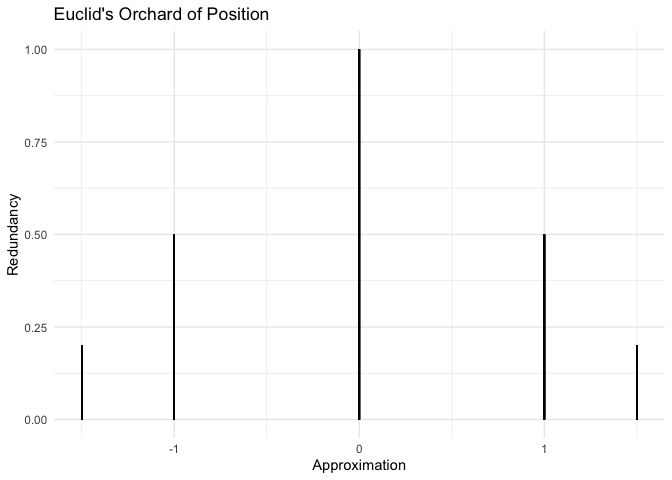 Euclid's Orchard of Position
1.00
0.75
0.50
0.25
0.00
Redundancy
-1 0 1
Approximation